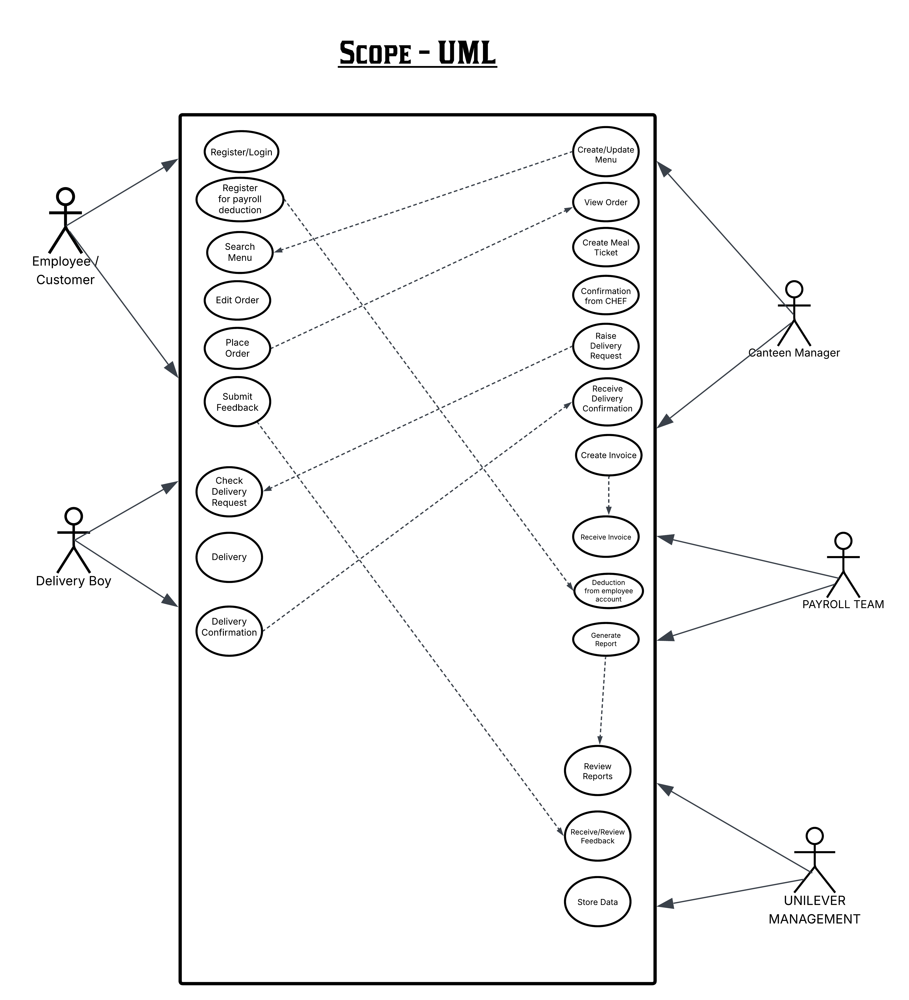 Scope - UML
Register/Login
Register
for payroll
deduction
Search
Menu
Edit Order
Place
Order
Submit
Feedback
Check
Delivery
Request
Delivery
Delivery
Confirmation
Create/Update
Menu
View Order
Create Meal
Ticket
Confirmation
from CHEF
Raise
Delivery
Request
Receive
Delivery
Confirmation
Create Invoice
Receive Invoice
Deduction
from employee
account
Generate
Report
Review
Reports
Receive/Review
Feedback
Store Data
Employee /
Customer
Delivery Boy
Canteen Manager
PAYROLL TEAM
UNILEVER
MANAGEMENT